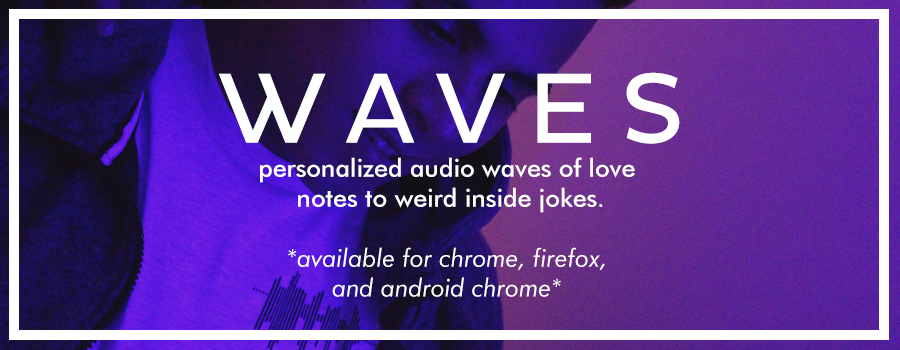 WAVES
personalized audio waves of love
notes to weird inside jokes.
*available for chrome, firefox,
and android chrome*